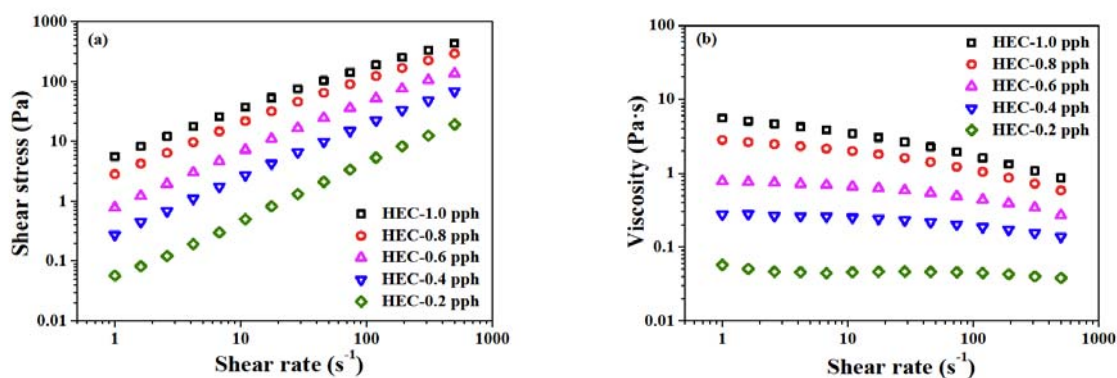 (a)
Shear stress (Pa)
1000
100
10
1
0.1
0.01
HEC-1.0 pph
HEC-0.8 pph
HEC-0.6 pph
HEC-0.4 pph
HEC-0.2 pph
1 10 100 1000
Shear rate (s⁻¹)
(b)
Viscosity (Pa·s)
100
10
1
0.1
0.01
HEC-1.0 pph
HEC-0.8 pph
HEC-0.6 pph
HEC-0.4 pph
HEC-0.2 pph
1 10 100 1000
Shear rate (s⁻¹)